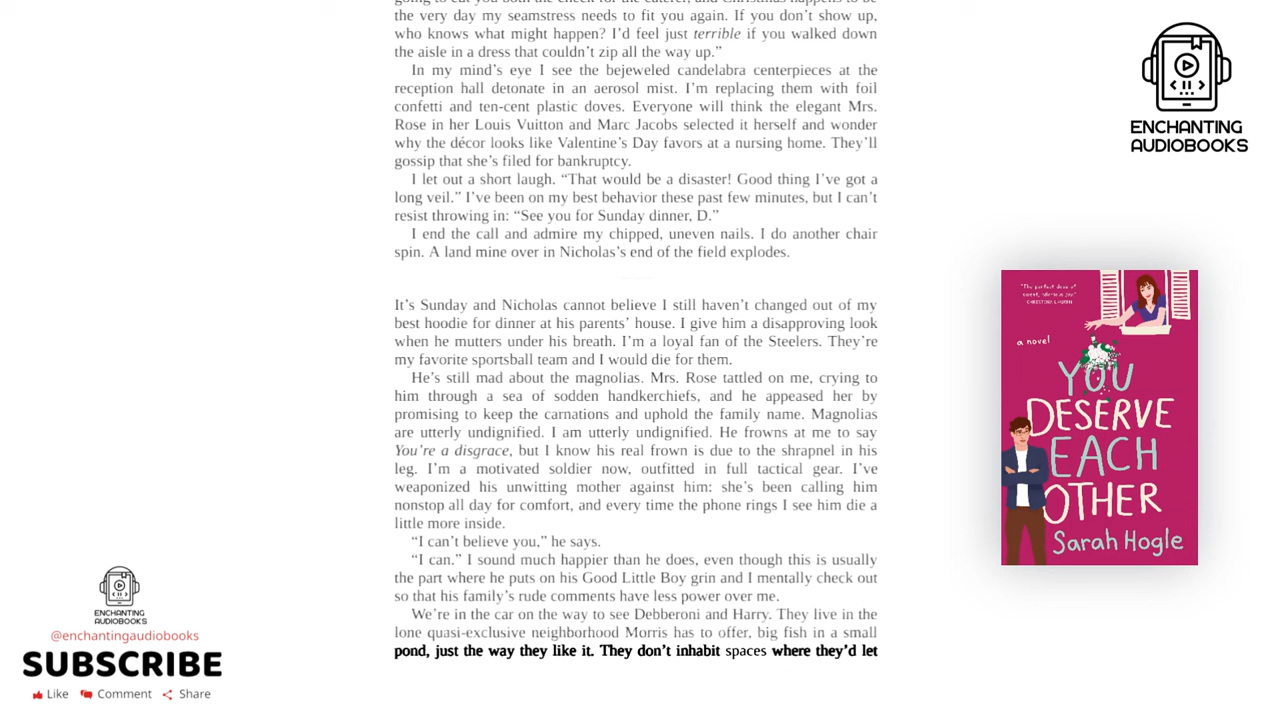 going to eat you both the check for the caterer, and Christmas happens to be
the very day my seamstress needs to fit you again. If you don’t show up,
who knows what might happen? I’d feel just terrible if you walked down
the aisle in a dress that couldn’t zip all the way up.”
In my mind’s eye I see the bejeweled candelabra centerpieces at the
reception hall detonate in an aerosol mist. I’m replacing them with foil
confetti and ten-cent plastic doves. Everyone will think the elegant Mrs.
Rose in her Louis Vuitton and Marc Jacobs selected it herself and wonder
why the décor looks like Valentine’s Day favors at a nursing home. They’ll
gossip that she’s filed for bankruptcy.
I let out a short laugh. “That would be a disaster! Good thing I’ve got a
long veil.” I’ve been on my best behavior these past few minutes, but I can’t
resist throwing in: “See you for Sunday dinner, D.”
I end the call and admire my chipped, uneven nails. I do another chair
spin. A land mine over in Nicholas’s end of the field explodes.
It’s Sunday and Nicholas cannot believe I still haven’t changed out of my
best hoodie for dinner at his parents’ house. I give him a disapproving look
when he mutters under his breath. I’m a loyal fan of the Steelers. They’re
my favorite sportsball team and I would die for them.
He’s still mad about the magnolias. Mrs. Rose tattled on me, crying to
him through a sea of sodden handkerchiefs, and he appeased her by
promising to keep the carnations and uphold the family name. Magnolias
are utterly undignified. I am utterly undignified. He frowns at me to say
You’re a disgrace, but I know his real frown is due to the shrapnel in his
leg. I’m a motivated soldier now, outfitted in full tactical gear. I’ve
weaponized his unwitting mother against him: she’s been calling him
nonstop all day for comfort, and every time the phone rings I see him die a
little more inside.
“I can’t believe you,” he says.
“I can.” I sound much happier than he does, even though this is usually
the part where he puts on his Good Little Boy grin and I mentally check out
so that his family’s rude comments have less power over me.
We’re in the car on the way to see Debberoni and Harry. They live in the
lone quasi-exclusive neighborhood Morris has to offer, big fish in a small
pond, just the way they like it. They don’t inhabit spaces where they’d let
ENCHANTING
AUDIOBOOKS
a novel
YOU
DESERVE
EACH
OTHER
Sarah Hogle
ENCHANTING
AUDIOBOOKS
@enchantingaudiobooks
SUBSCRIBE
Like Comment Share